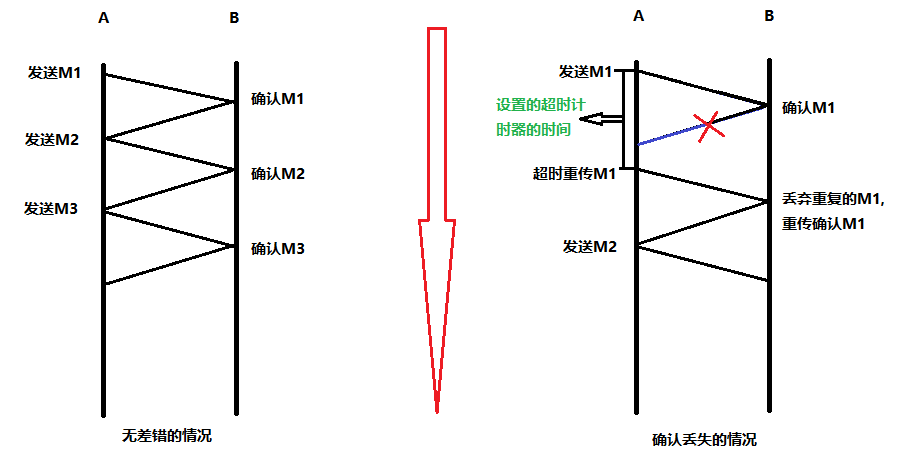 A
B
发送M1
确认M1
发送M2
确认M2
发送M3
确认M3
无差错的情况
A
B
发送M1
设置的超时计
时器的时间
确认M1
超时重传M1
丢弃重复的M1,
重传确认M1
发送M2
确认丢失的情况